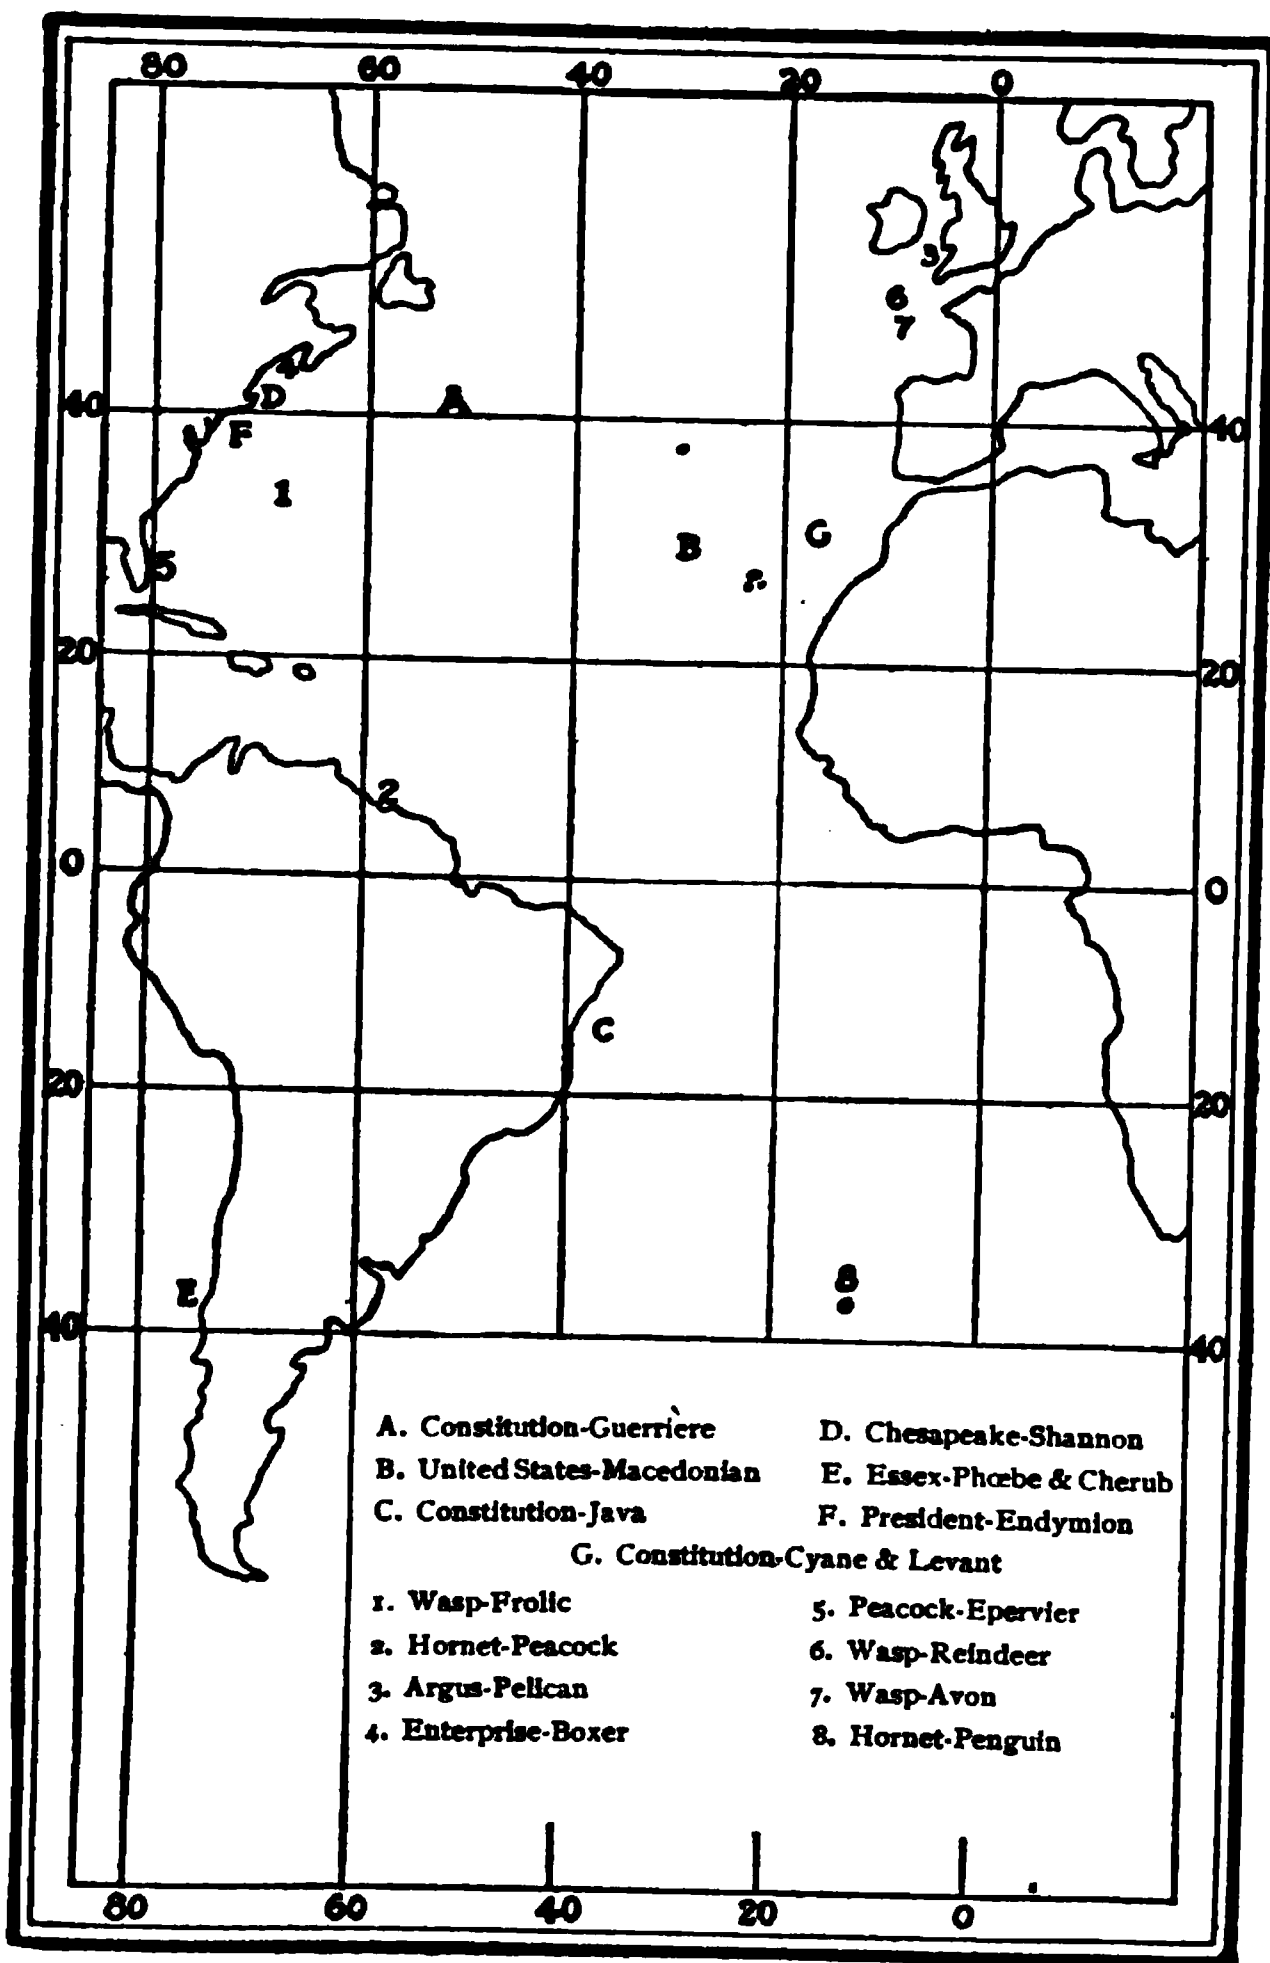 80 60 40 20 0
3
6
7
4
D
40 A 40
F
1
G
B
5
20 20
2
0 0
C
20 20
8
E
40 40
A. Constitution-Guerrière
D. Chesapeake-Shannon
B. United States-Macedonian
E. Essex-Phœbe & Cherub
C. Constitution-Java
F. President-Endymion
G. Constitution-Cyane & Levant
1. Wasp-Frolic
5. Peacock-Epervier
2. Hornet-Peacock
6. Wasp-Reindeer
3. Argus-Pelican
7. Wasp-Avon
4. Enterprise-Boxer
8. Hornet-Penguin
80 60 40 20 0